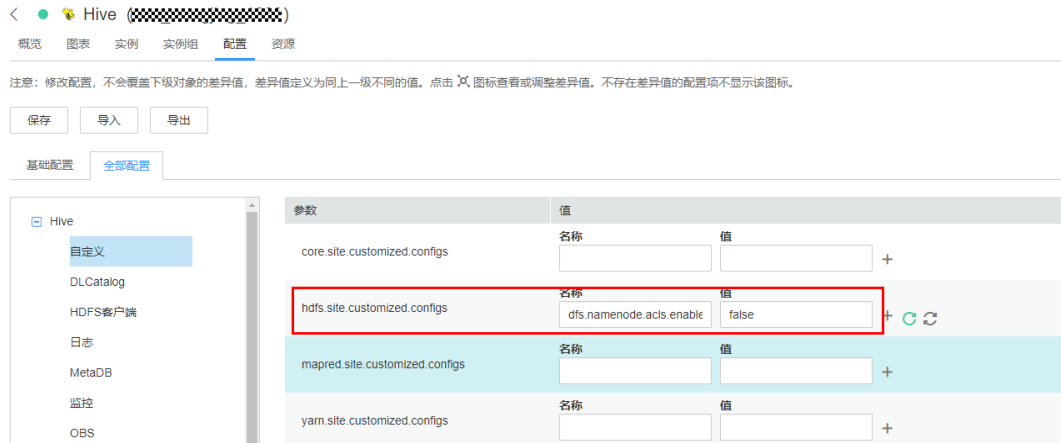 Hive ( )
概览 图表 实例 实例组 配置 资源
注意：修改配置，不会覆盖下级对象的差异值，差异值定义为同上一级不同的值。点击 图标查看或调整差异值。不存在差异值的配置项不显示该图标。
保存 导入 导出
基础配置 全部配置
Hive
自定义
DLCatalog
HDFS客户端
日志
MetaDB
监控
OBS
参数 值
名称 值
core.site.customized.configs
名称 值
hdfs.site.customized.configs dfs.namenode.acls.enable false
名称 值
mapred.site.customized.configs
名称 值
yarn.site.customized.configs